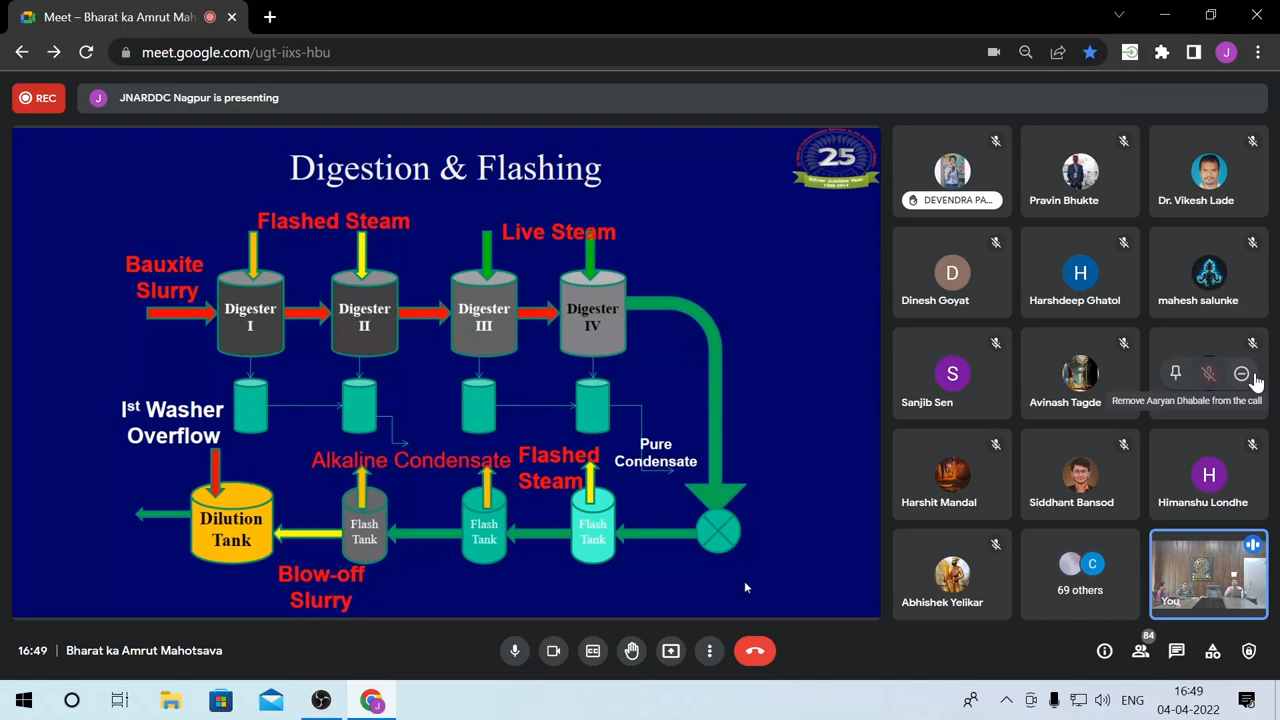 Meet – Bharat ka Amrut Mah
meet.google.com/ugt-iixs-hbu
J
REC
J
JNARDDC Nagpur is presenting
Digestion & Flashing
25
Silver Jubilee Year
1989-2014
Flashed Steam
Live Steam
Bauxite
Slurry
Digester
I
Digester
II
Digester
III
Digester
IV
Ist Washer
Overflow
Alkaline Condensate
Flashed
Steam
Pure
Condensate
Dilution
Tank
Flash
Tank
Flash
Tank
Flash
Tank
Blow-off
Slurry
DEVENDRA PA...
Pravin Bhukte
Dr. Vikesh Lade
D
Dinesh Goyat
H
Harshdeep Ghatol
mahesh salunke
S
Sanjib Sen
Avinash Tagde
Remove Aaryan Dhabale from the call
Harshit Mandal
Siddhant Bansod
H
Himanshu Londhe
Abhishek Yelikar
C
69 others
You
16:49
Bharat ka Amrut Mahotsava
84
ENG
16:49
04-04-2022